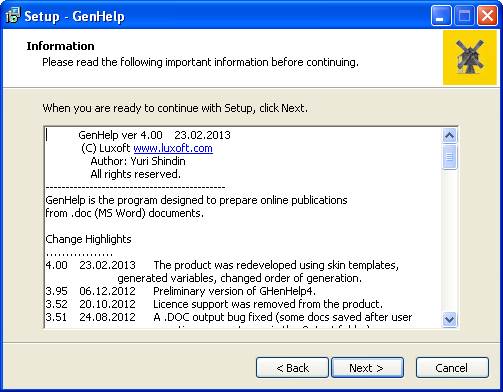 Setup - GenHelp
Information
Please read the following important information before continuing.
When you are ready to continue with Setup, click Next.
GenHelp ver 4.00 23.02.2013
(C) Luxoft www.luxoft.com
Author: Yuri Shindin
All rights reserved.
---------------------------------------------
GenHelp is the program designed to prepare online publications
from .doc (MS Word) documents.
Change Highlights
.................
4.00 23.02.2013 The product was redeveloped using skin templates,
generated variables, changed order of generation.
3.95 06.12.2012 Preliminary version of GHenHelp4.
3.52 20.10.2012 Licence support was removed from the product.
3.51 24.08.2012 A .DOC output bug fixed (some docs saved after user
< Back
Next >
Cancel